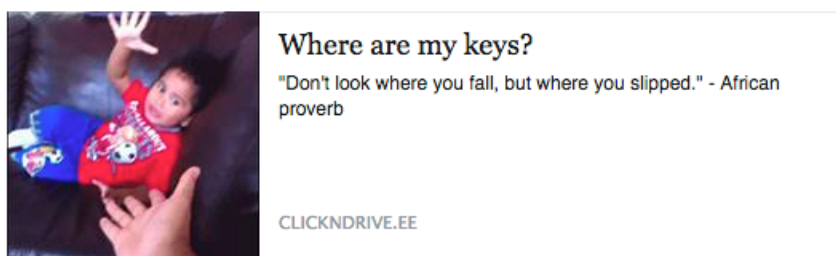 Where are my keys?
"Don't look where you fall, but where you slipped." - African
proverb
CLICKNDRIVE.EE